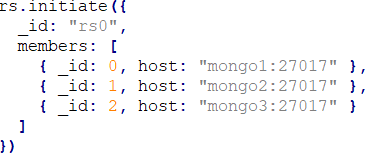 rs.initiate({
  _id: "rs0",
  members: [
    { _id: 0, host: "mongo1:27017" },
    { _id: 1, host: "mongo2:27017" },
    { _id: 2, host: "mongo3:27017" }
  ]
})